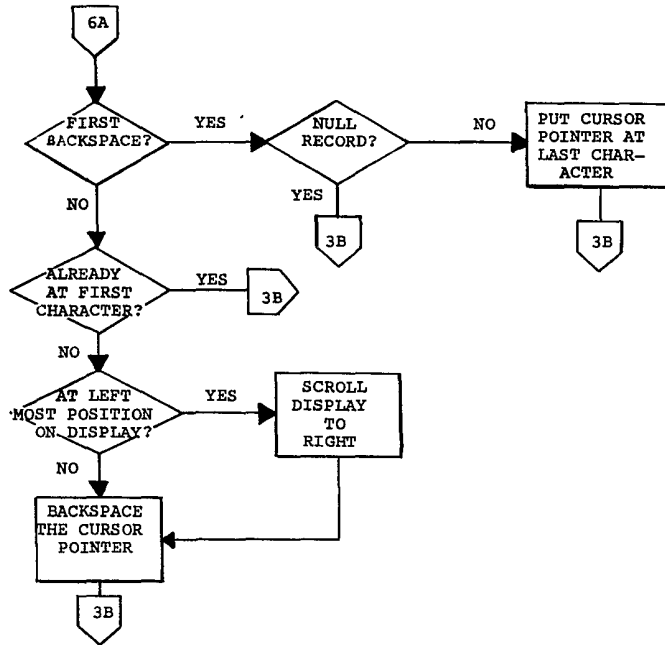 6A
FIRST
BACKSPACE?
YES
NULL
RECORD?
NO
PUT CURSOR
POINTER AT
LAST CHAR-
ACTER
NO
YES
3B
3B
ALREADY
AT FIRST
CHARACTER?
YES
3B
NO
AT LEFT
MOST POSITION
ON DISPLAY?
YES
SCROLL
DISPLAY
TO
RIGHT
NO
BACKSPACE
THE CURSOR
POINTER
3B